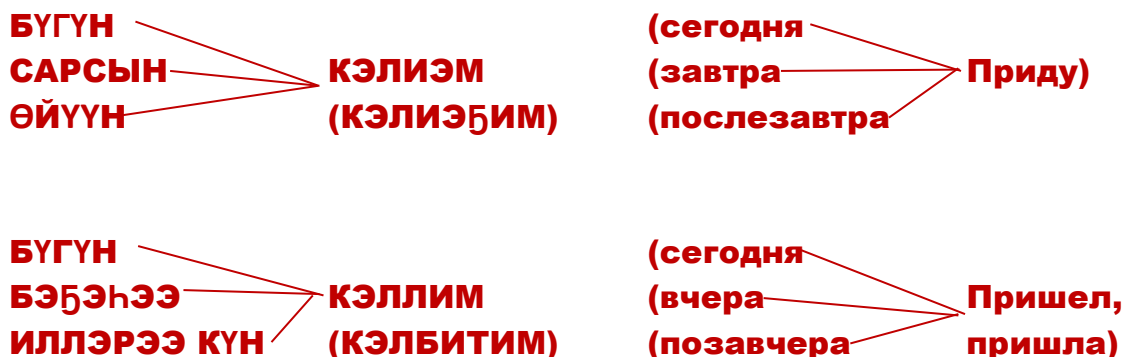 БҮГҮН (сегодня
САРСЫН КЭЛИЭМ (завтра Приду)
ӨЙҮҮН (КЭЛИЭҔИМ) (послезавтра
БҮГҮН (сегодня
БЭҔЭҺЭЭ КЭЛЛИМ (вчера Пришел,
ИЛЛЭРЭЭ КҮН (КЭЛБИТИМ) (позавчера пришла)